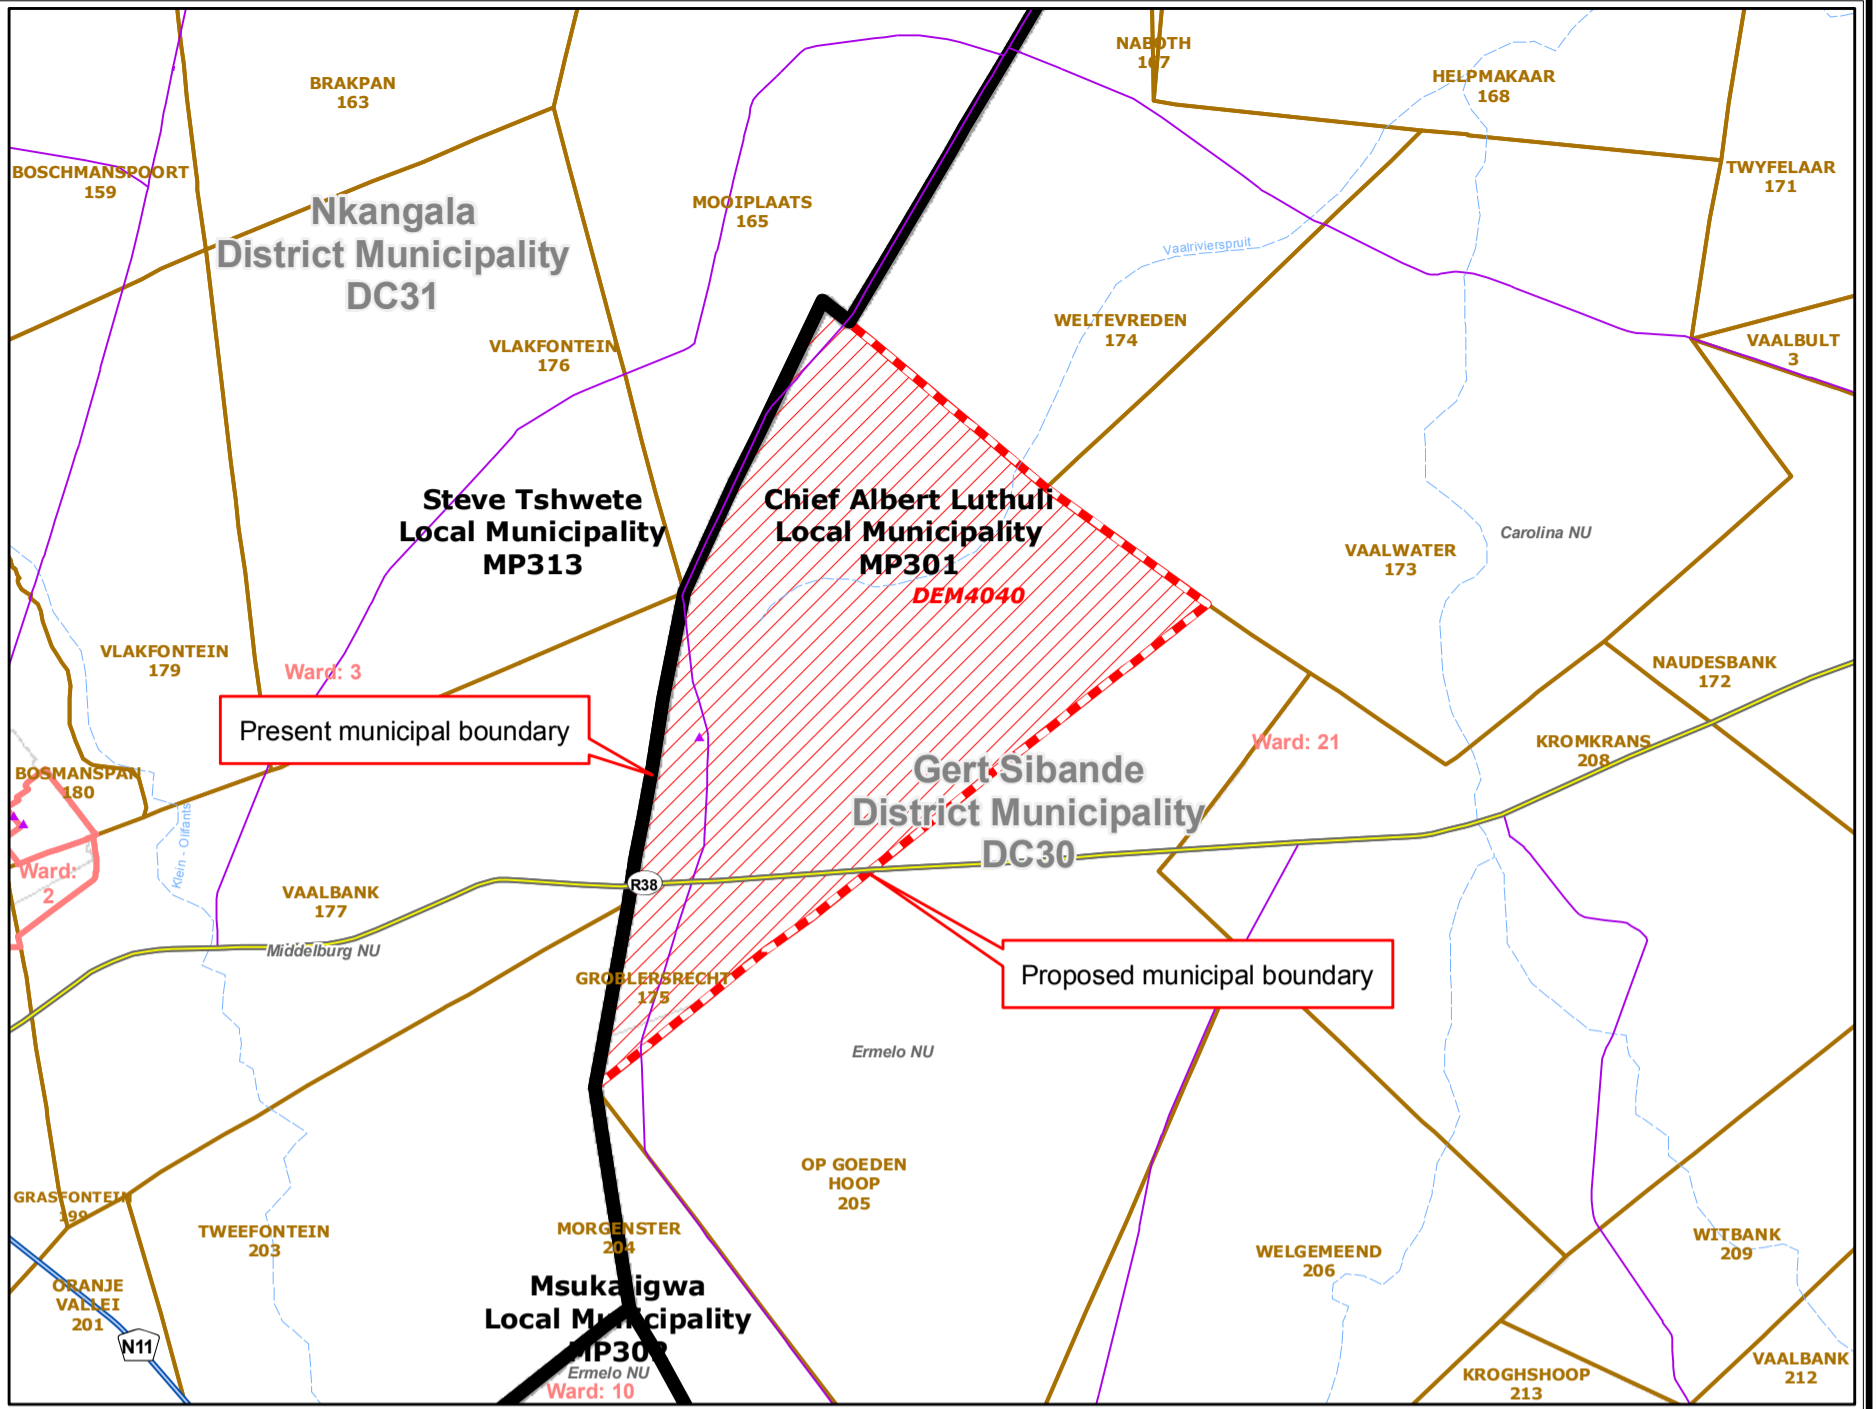 NABOTH
167
BRAKPAN
163
HELPMAKAAR
168
BOSCHMANSPOORT
159
TWYFELAAR
171
Nkangala
District Municipality
DC31
MOOIPLAATS
165
Vaalrivierspruit
WELTEVREDEN
174
VLAKFONTEIN
176
VAALBULT
3
Steve Tshwete
Local Municipality
MP313
Chief Albert Luthuli
Local Municipality
MP301
DEM4040
Carolina NU
VAALWATER
173
VLAKFONTEIN
179
Ward: 3
NAUDESBANK
172
Present municipal boundary
Ward: 21
KROMKRANS
208
Gert Sibande
District Municipality
DC30
BOSMANSPAN
180
Klein - Olifants
Ward:
2
R38
VAALBANK
177
Middelburg NU
GROBLERSRECHT
175
Proposed municipal boundary
Ermelo NU
OP GOEDEN
HOOP
205
GRASFONTEIN
199
TWEEFONTEIN
203
MORGENSTER
204
WITBANK
209
WELGEMEEND
206
ORANJE
VALLEI
201
N11
Msukaligwa
Local Municipality
MP302
Ermelo NU
Ward: 10
KROGHSHOOP
213
VAALBANK
212